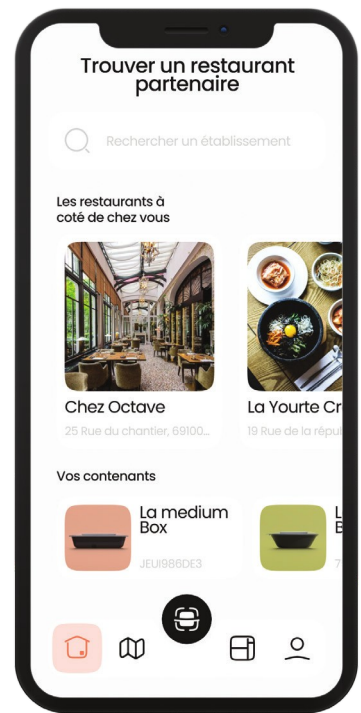 Trouver un restaurant
partenaire
Rechercher un établissement
Les restaurants à
coté de chez vous
Chez Octave
25 Rue du chantier, 69100...
La Yourte Cr
19 Rue de la répu
Vos contenants
La medium
Box
JEUI986DE3